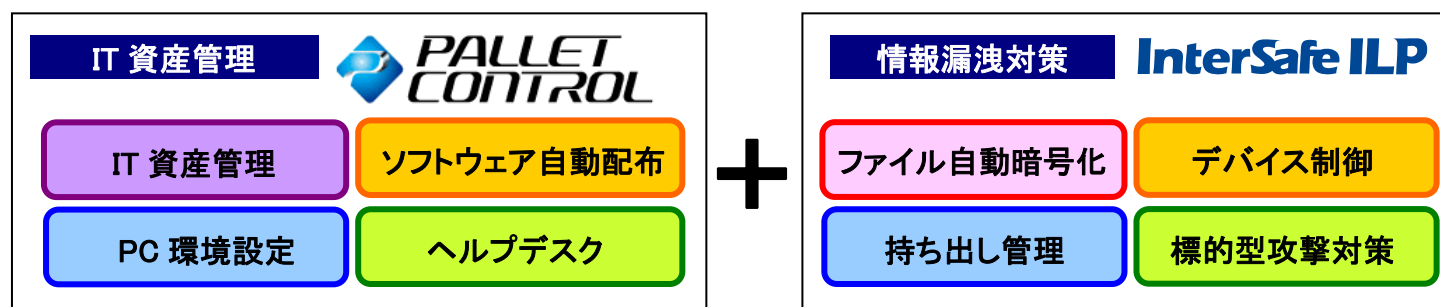 IT 資産管理
PALLET
CONTROL
IT 資産管理
ソフトウェア自動配布
PC 環境設定
ヘルプデスク
+
情報漏洩対策
InterSafe ILP
ファイル自動暗号化
デバイス制御
持ち出し管理
標的型攻撃対策